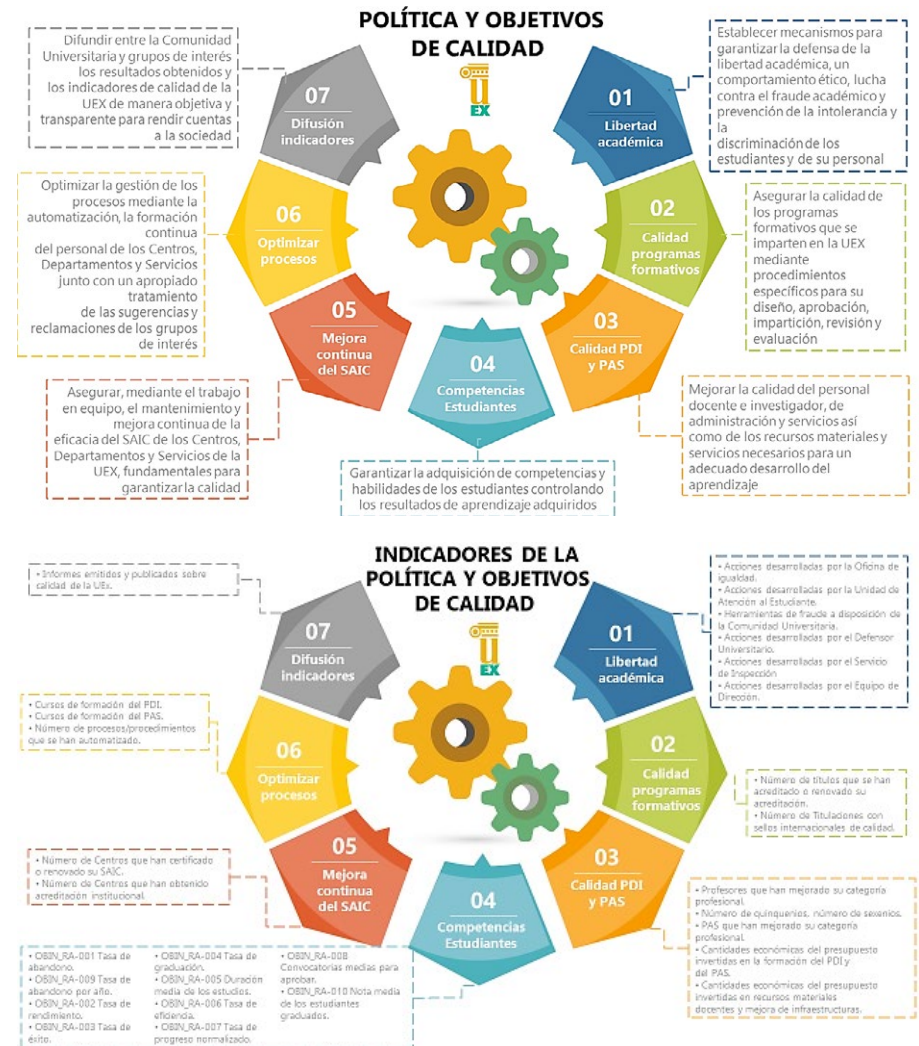 POLÍTICA Y OBJETIVOS
DE CALIDAD
U
EX
01
Libertad
académica
Establecer mecanismos para
garantizar la defensa de la
libertad académica, un
comportamiento ético, lucha
contra el fraude académico y
prevención de la intolerancia y
la
discriminación de los
estudiantes y de su personal
02
Calidad
programas
formativos
Asegurar la calidad de
los programas
formativos que se
imparten en la UEX
mediante
procedimientos
específicos para su
diseño, aprobación,
impartición, revisión y
evaluación
03
Calidad PDI
y PAS
Mejorar la calidad del personal
docente e investigador, de
administración y servicios así
como de los recursos materiales y
servicios necesarios para un
adecuado desarrollo del
aprendizaje
04
Competencias
Estudiantes
Garantizar la adquisición de competencias y
habilidades de los estudiantes controlando
los resultados de aprendizaje adquiridos
05
Mejora
continua
del SAIC
Asegurar, mediante el trabajo
en equipo, el mantenimiento y
mejora continua de la
eficacia del SAIC de los Centros,
Departamentos y Servicios de la
UEX, fundamentales para
garantizar la calidad
06
Optimizar
procesos
Optimizar la gestión de los
procesos mediante la
automatización, la formación
continua
del personal de los Centros,
Departamentos y Servicios
junto con un apropiado
tratamiento
de las sugerencias y
reclamaciones de los grupos
de interés
07
Difusión
indicadores
Difundir entre la Comunidad
Universitaria y grupos de interés
los resultados obtenidos y
los indicadores de calidad de la
UEX de manera objetiva y
transparente para rendir cuentas
a la sociedad
INDICADORES DE LA
POLÍTICA Y OBJETIVOS
DE CALIDAD
U
EX
01
Libertad
académica
• Acciones desarrolladas por la Oficina de
igualdad.
• Acciones desarrolladas por la Unidad de
Atención al Estudiante.
• Herramientas de fraude a disposición de
la Comunidad Universitaria.
• Acciones desarrolladas por el Defensor
Universitario.
• Acciones desarrolladas por el Servicio
de Inspección
• Acciones desarrolladas por el Equipo de
Dirección.
02
Calidad
programas
formativos
• Número de títulos que se han
acreditado o renovado su
acreditación.
• Número de Titulaciones con
sellos internacionales de calidad.
03
Calidad PDI
y PAS
• Profesores que han mejorado su categoría
profesional.
• Número de quinquenios, número de sexenios.
• PAS que han mejorado su categoría
profesional.
• Cantidades económicas del presupuesto
invertidas en la formación del PDI y
del PAS.
• Cantidades económicas del presupuesto
invertidas en recursos materiales
docentes y mejora de infraestructuras.
04
Competencias
Estudiantes
• OBIN_RA-001 Tasa de
abandono.
• OBIN_RA-009 Tasa de
abandono por año.
• OBIN_RA-002 Tasa de
rendimiento.
• OBIN_RA-003 Tasa de
éxito.
• OBIN_RA-004 Tasa de
graduación.
• OBIN_RA-005 Duración
media de los estudios.
• OBIN_RA-006 Tasa de
eficiencia.
• OBIN_RA-007 Tasa de
progreso normalizado.
• OBIN_RA-008
Convocatorias medias para
aprobar.
• OBIN_RA-010 Nota media
de los estudiantes
graduados.
05
Mejora
continua
del SAIC
• Número de Centros que han certificado
o renovado su SAIC.
• Número de Centros que han obtenido
acreditación institucional.
06
Optimizar
procesos
• Cursos de formación del PDI.
• Cursos de formación del PAS.
• Número de procesos/procedimientos
que se han automatizado.
07
Difusión
indicadores
• Informes emitidos y publicados sobre
calidad de la UEx.